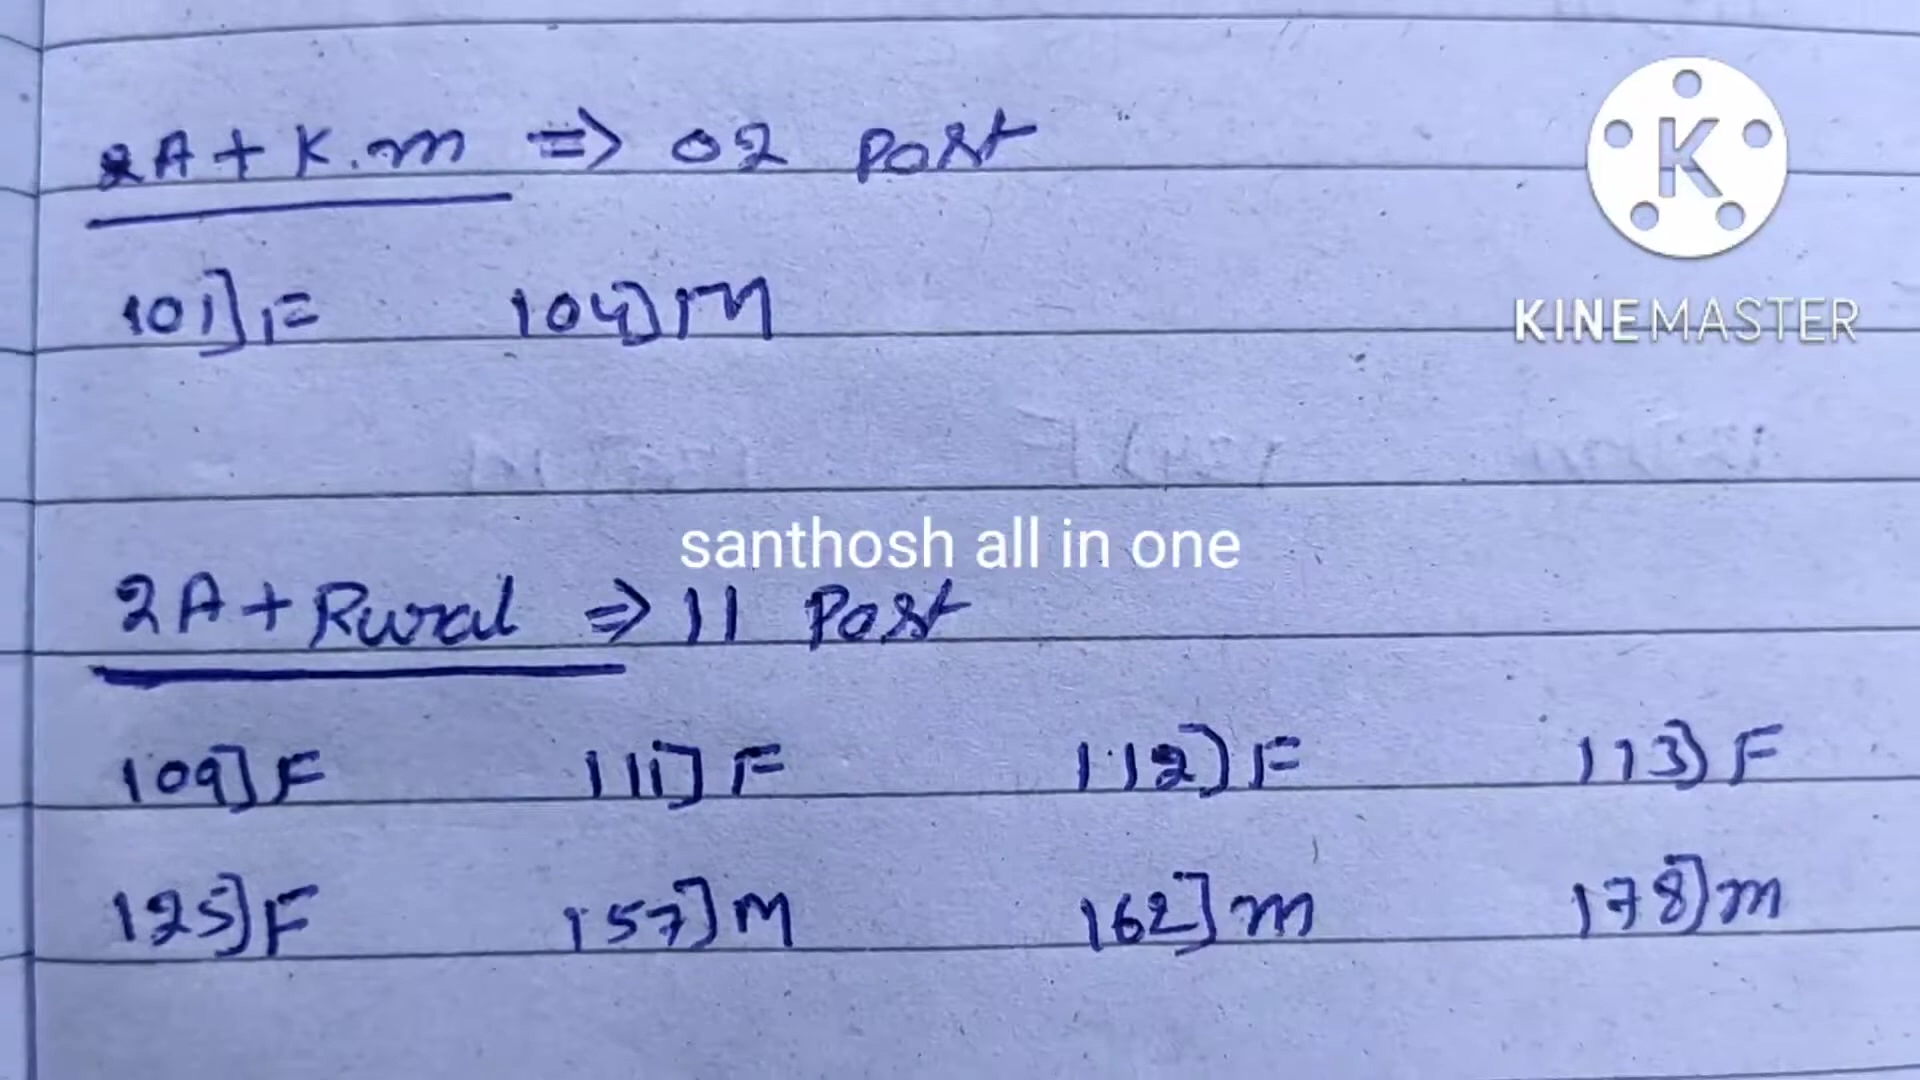 2A + K.m => 02 Post
101] F 104] M
KINEMASTER
santhosh all in one
2A + Rural => 11 Post
109] F 111] F 112] F 113) F
125] F 157] M 162] m 178) m